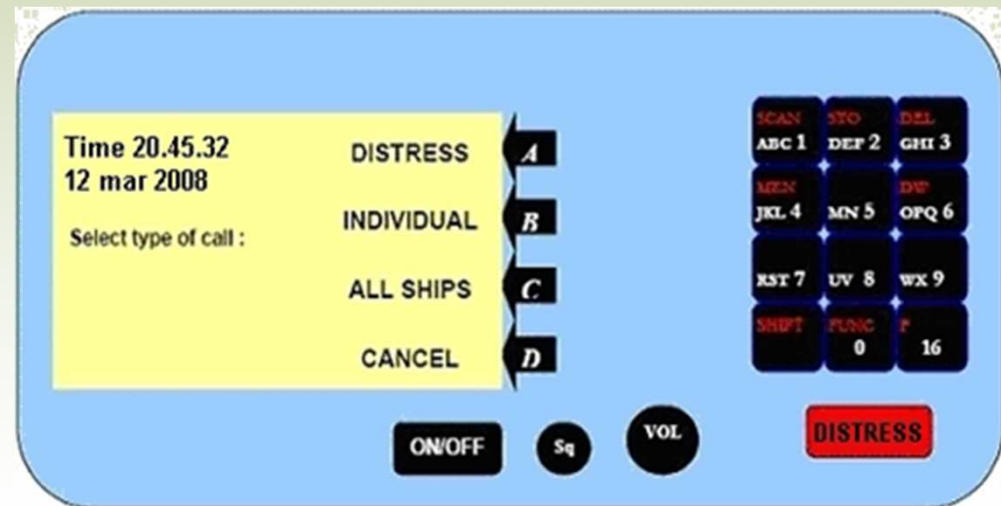 Time 20.45.32
12 mar 2008
Select type of call :
DISTRESS A
INDIVIDUAL B
ALL SHIPS C
CANCEL D
SCAN STO DEL
ABC 1 DEF 2 GHI 3
MEN DW
JKL 4 MN 5 OPQ 6
RST 7 UV 8 WX 9
SHIFT FUNC P
0 16
ON/OFF Sq VOL DISTRESS